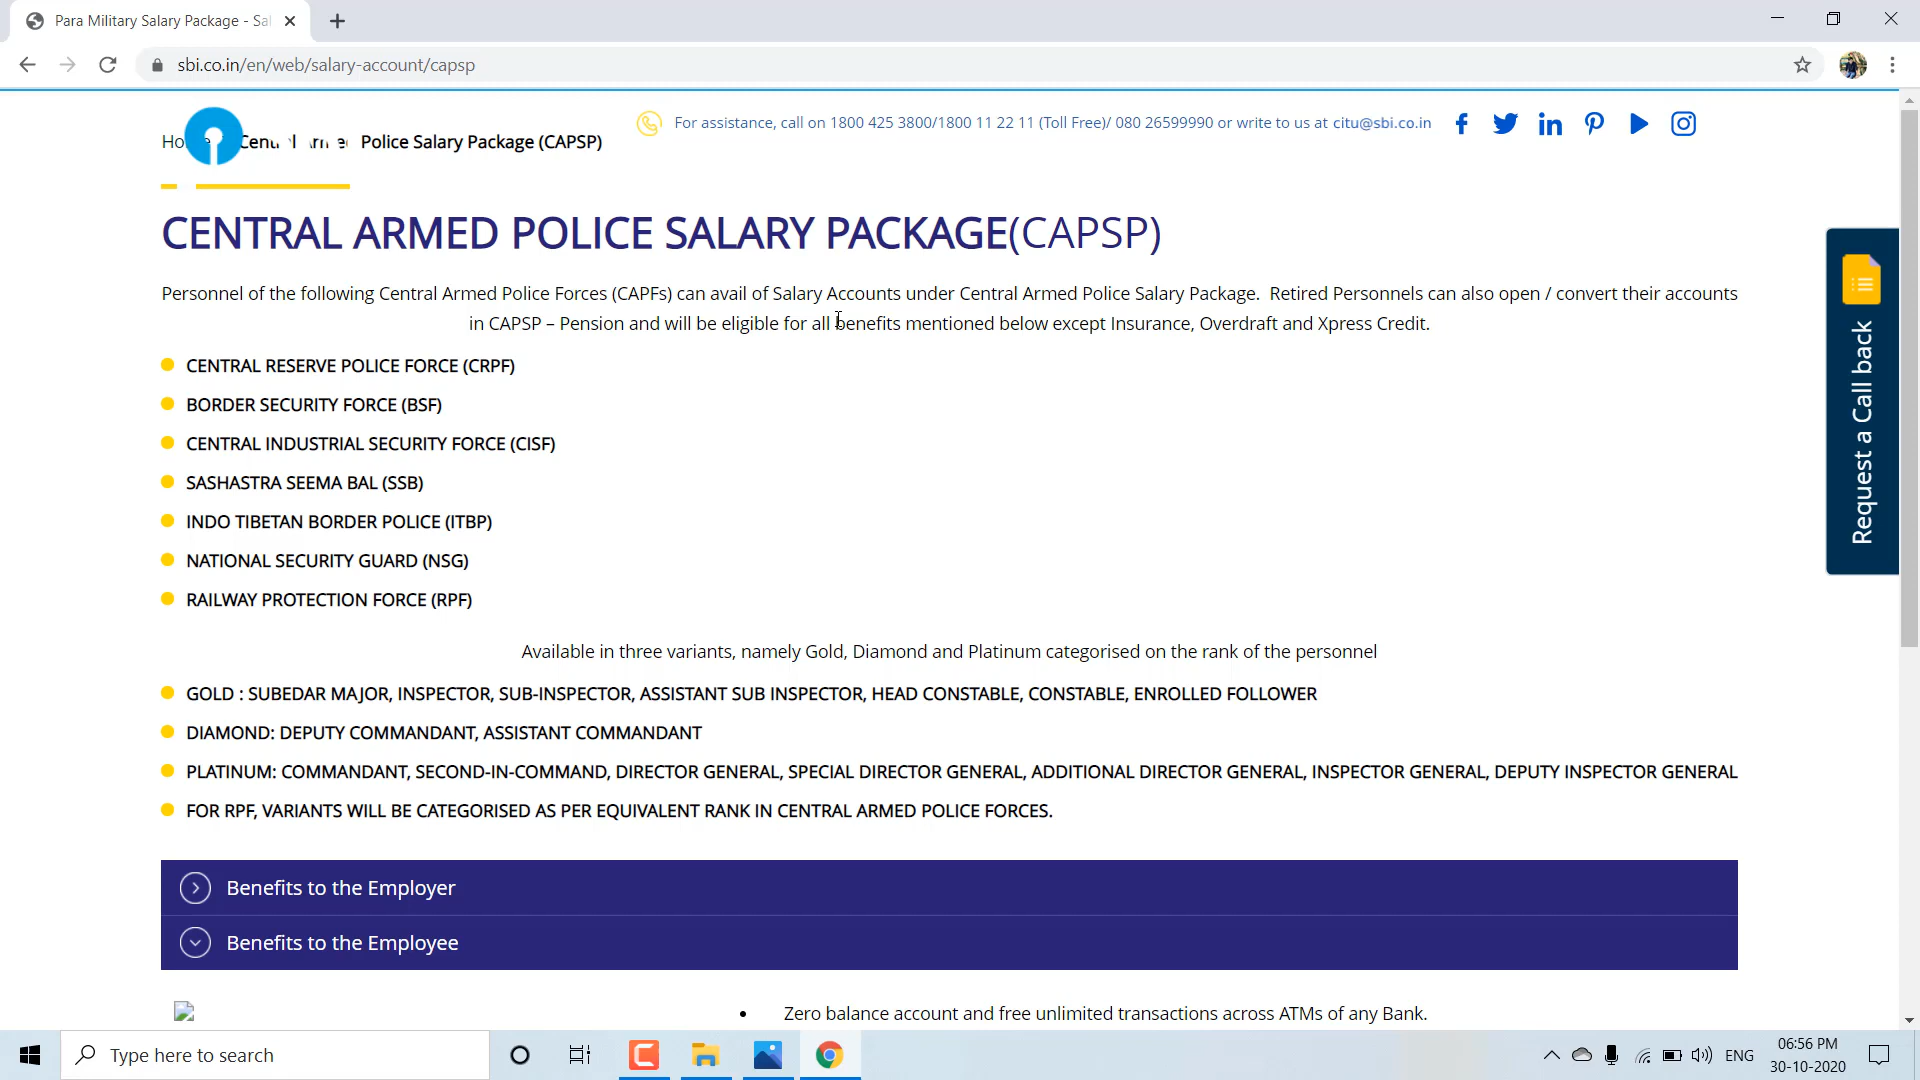 Para Military Salary Package - Sal
sbi.co.in/en/web/salary-account/capsp
For assistance, call on 1800 425 3800/1800 11 22 11 (Toll Free)/ 080 26599990 or write to us at citu@sbi.co.in
Police Salary Package (CAPSP)
CENTRAL ARMED POLICE SALARY PACKAGE(CAPSP)
Personnel of the following Central Armed Police Forces (CAPFs) can avail of Salary Accounts under Central Armed Police Salary Package. Retired Personnels can also open / convert their accounts
in CAPSP – Pension and will be eligible for all benefits mentioned below except Insurance, Overdraft and Xpress Credit.
CENTRAL RESERVE POLICE FORCE (CRPF)
BORDER SECURITY FORCE (BSF)
CENTRAL INDUSTRIAL SECURITY FORCE (CISF)
SASHASTRA SEEMA BAL (SSB)
INDO TIBETAN BORDER POLICE (ITBP)
NATIONAL SECURITY GUARD (NSG)
RAILWAY PROTECTION FORCE (RPF)
Request a Call back
Available in three variants, namely Gold, Diamond and Platinum categorised on the rank of the personnel
GOLD : SUBEDAR MAJOR, INSPECTOR, SUB-INSPECTOR, ASSISTANT SUB INSPECTOR, HEAD CONSTABLE, CONSTABLE, ENROLLED FOLLOWER
DIAMOND: DEPUTY COMMANDANT, ASSISTANT COMMANDANT
PLATINUM: COMMANDANT, SECOND-IN-COMMAND, DIRECTOR GENERAL, SPECIAL DIRECTOR GENERAL, ADDITIONAL DIRECTOR GENERAL, INSPECTOR GENERAL, DEPUTY INSPECTOR GENERAL
FOR RPF, VARIANTS WILL BE CATEGORISED AS PER EQUIVALENT RANK IN CENTRAL ARMED POLICE FORCES.
Benefits to the Employer
Benefits to the Employee
Zero balance account and free unlimited transactions across ATMs of any Bank.
Type here to search
ENG
06:56 PM
30-10-2020